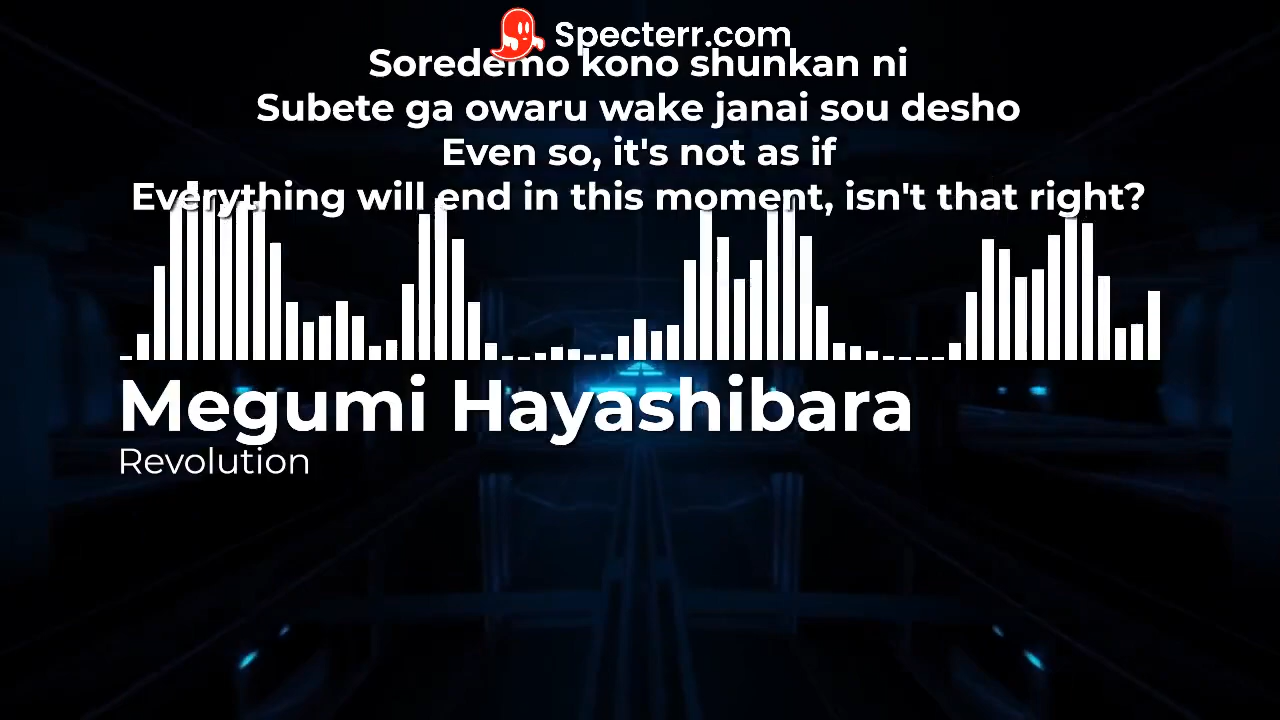 Specterr.com
Soredemo kono shunkan ni
Subete ga owaru wake janai sou desho
Even so, it's not as if
Everything will end in this moment, isn't that right?
Megumi Hayashibara
Revolution